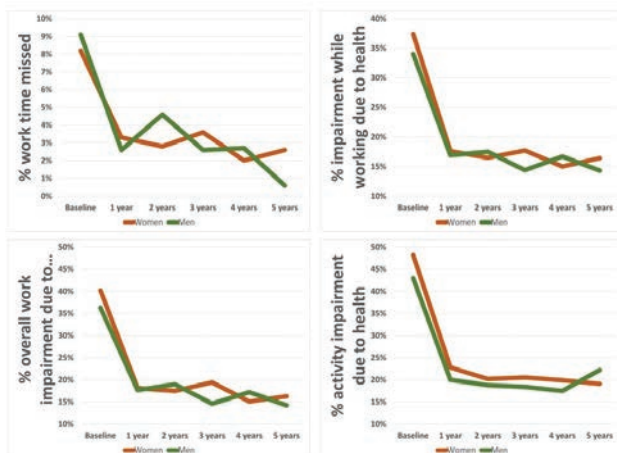 % work time missed
10%
9%
8%
7%
6%
5%
4%
3%
2%
1%
0%
Baseline 1 year 2 years 3 years 4 years 5 years
Women Men
% impairment while
working due to health
40%
35%
30%
25%
20%
15%
10%
Baseline 1 year 2 years 3 years 4 years 5 years
Women Men
% overall work
impairment due to...
50%
45%
40%
35%
30%
25%
20%
15%
10%
Baseline 1 year 2 years 3 years 4 years 5 years
Women Men
% activity impairment
due to health
50%
45%
40%
35%
30%
25%
20%
15%
10%
Baseline 1 year 2 years 3 years 4 years 5 years
Women Men